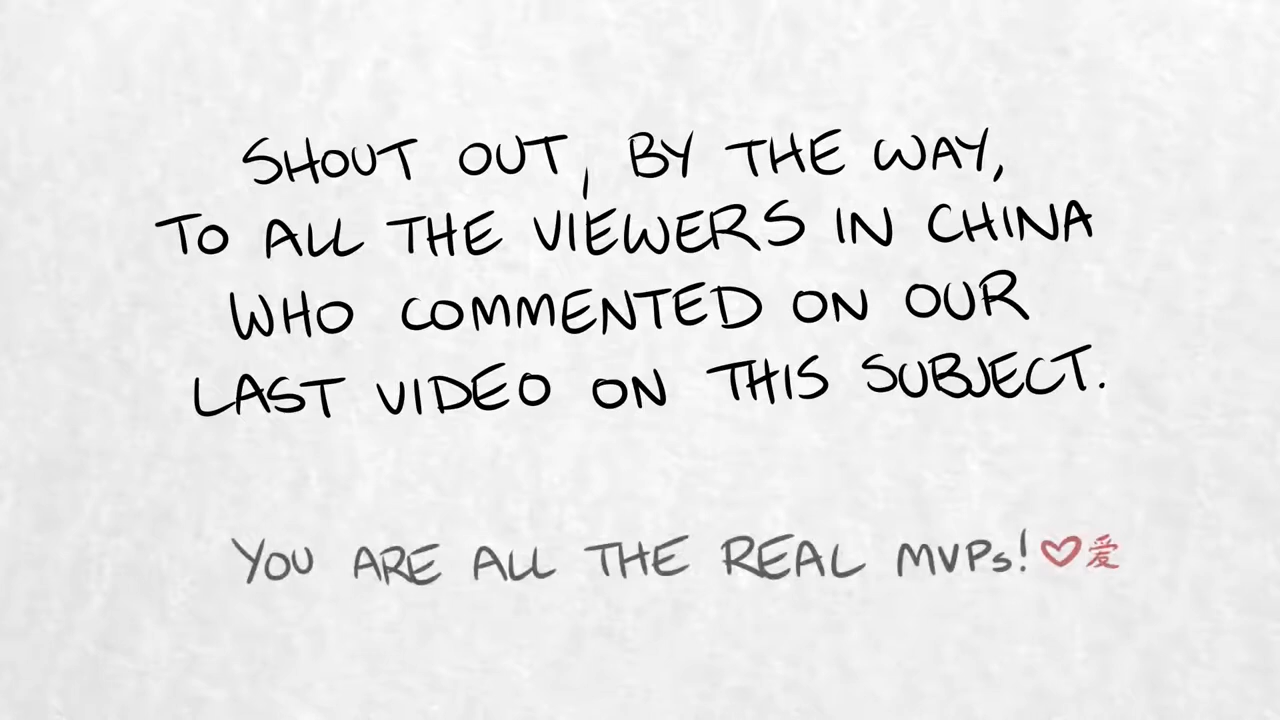 SHOUT OUT, BY THE WAY,
TO ALL THE VIEWERS IN CHINA
WHO COMMENTED ON OUR
LAST VIDEO ON THIS SUBJECT.
YOU ARE ALL THE REAL MVPs! ♡爱